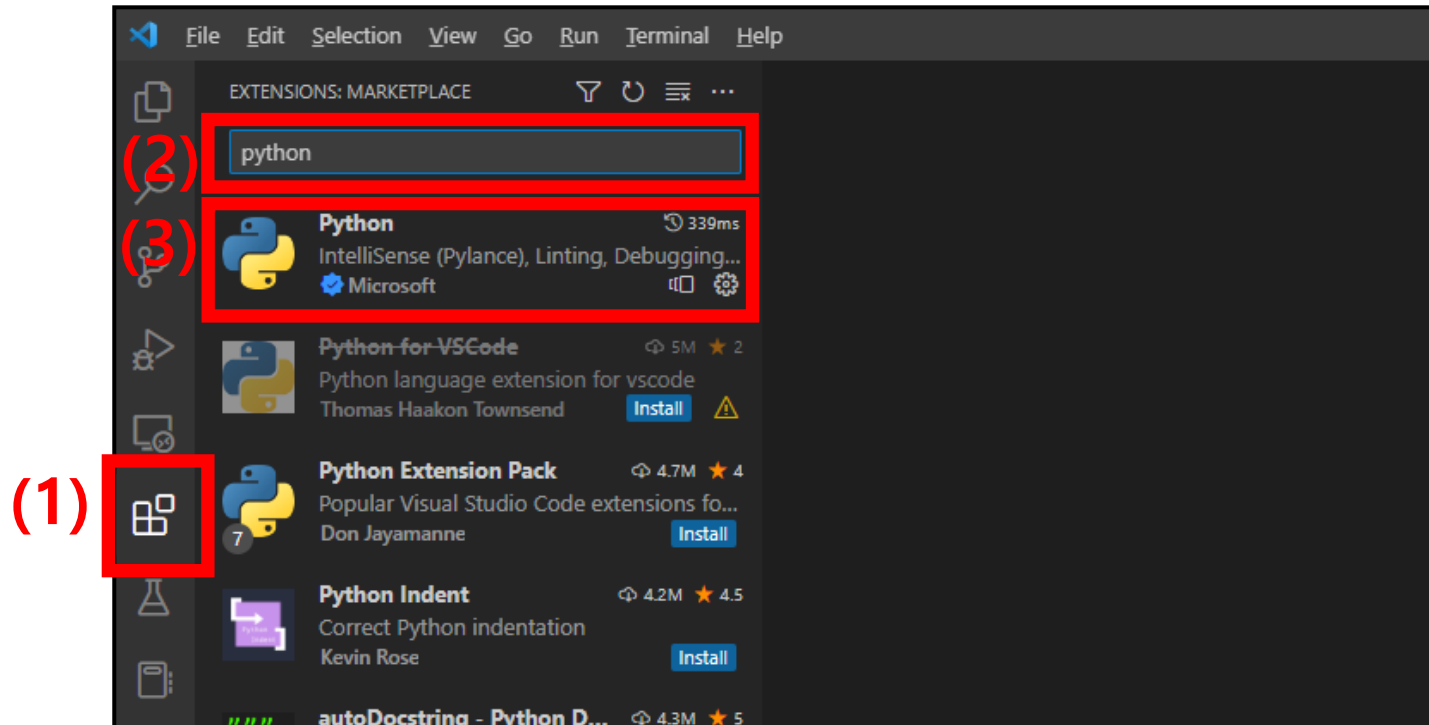 File Edit Selection View Go Run Terminal Help
EXTENSIONS: MARKETPLACE
(2) python
(3) Python 339ms
IntelliSense (Pylance), Linting, Debugging...
Microsoft
Python for VSCode 5M 2
Python language extension for vscode
Thomas Haakon Townsend Install
(1)
Python Extension Pack 4.7M 4
Popular Visual Studio Code extensions fo...
7 Don Jayamanne Install
Python Indent 4.2M 4.5
Correct Python indentation
Kevin Rose Install
autoDocstring - Python D... 4.3M 5